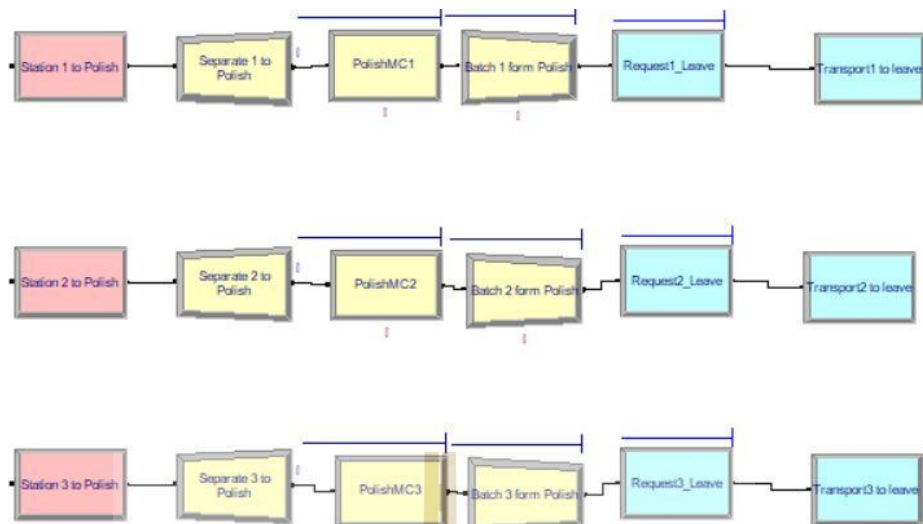 Station 1 to Polish
Separate 1 to
Polish
PolishMC1
Batch 1 form Polish
Request1_Leave
Transport1 to leave
Station 2 to Polish
Separate 2 to
Polish
PolishMC2
Batch 2 form Polish
Request2_Leave
Transport2 to leave
Station 3 to Polish
Separate 3 to
Polish
PolishMC3
Batch 3 form Polish
Request3_Leave
Transport3 to leave